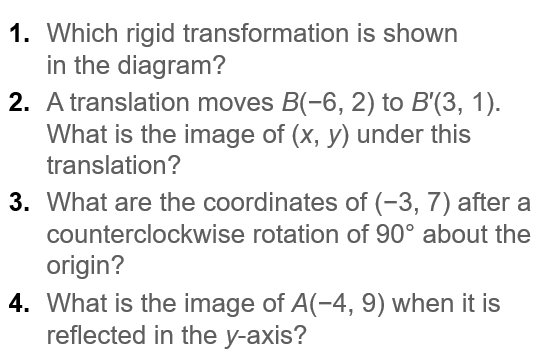 1. Which rigid transformation is shown
in the diagram?
2. A translation moves B(−6, 2) to B′(3, 1).
What is the image of (x, y) under this
translation?
3. What are the coordinates of (−3, 7) after a
counterclockwise rotation of 90° about the
origin?
4. What is the image of A(−4, 9) when it is
reflected in the y-axis?